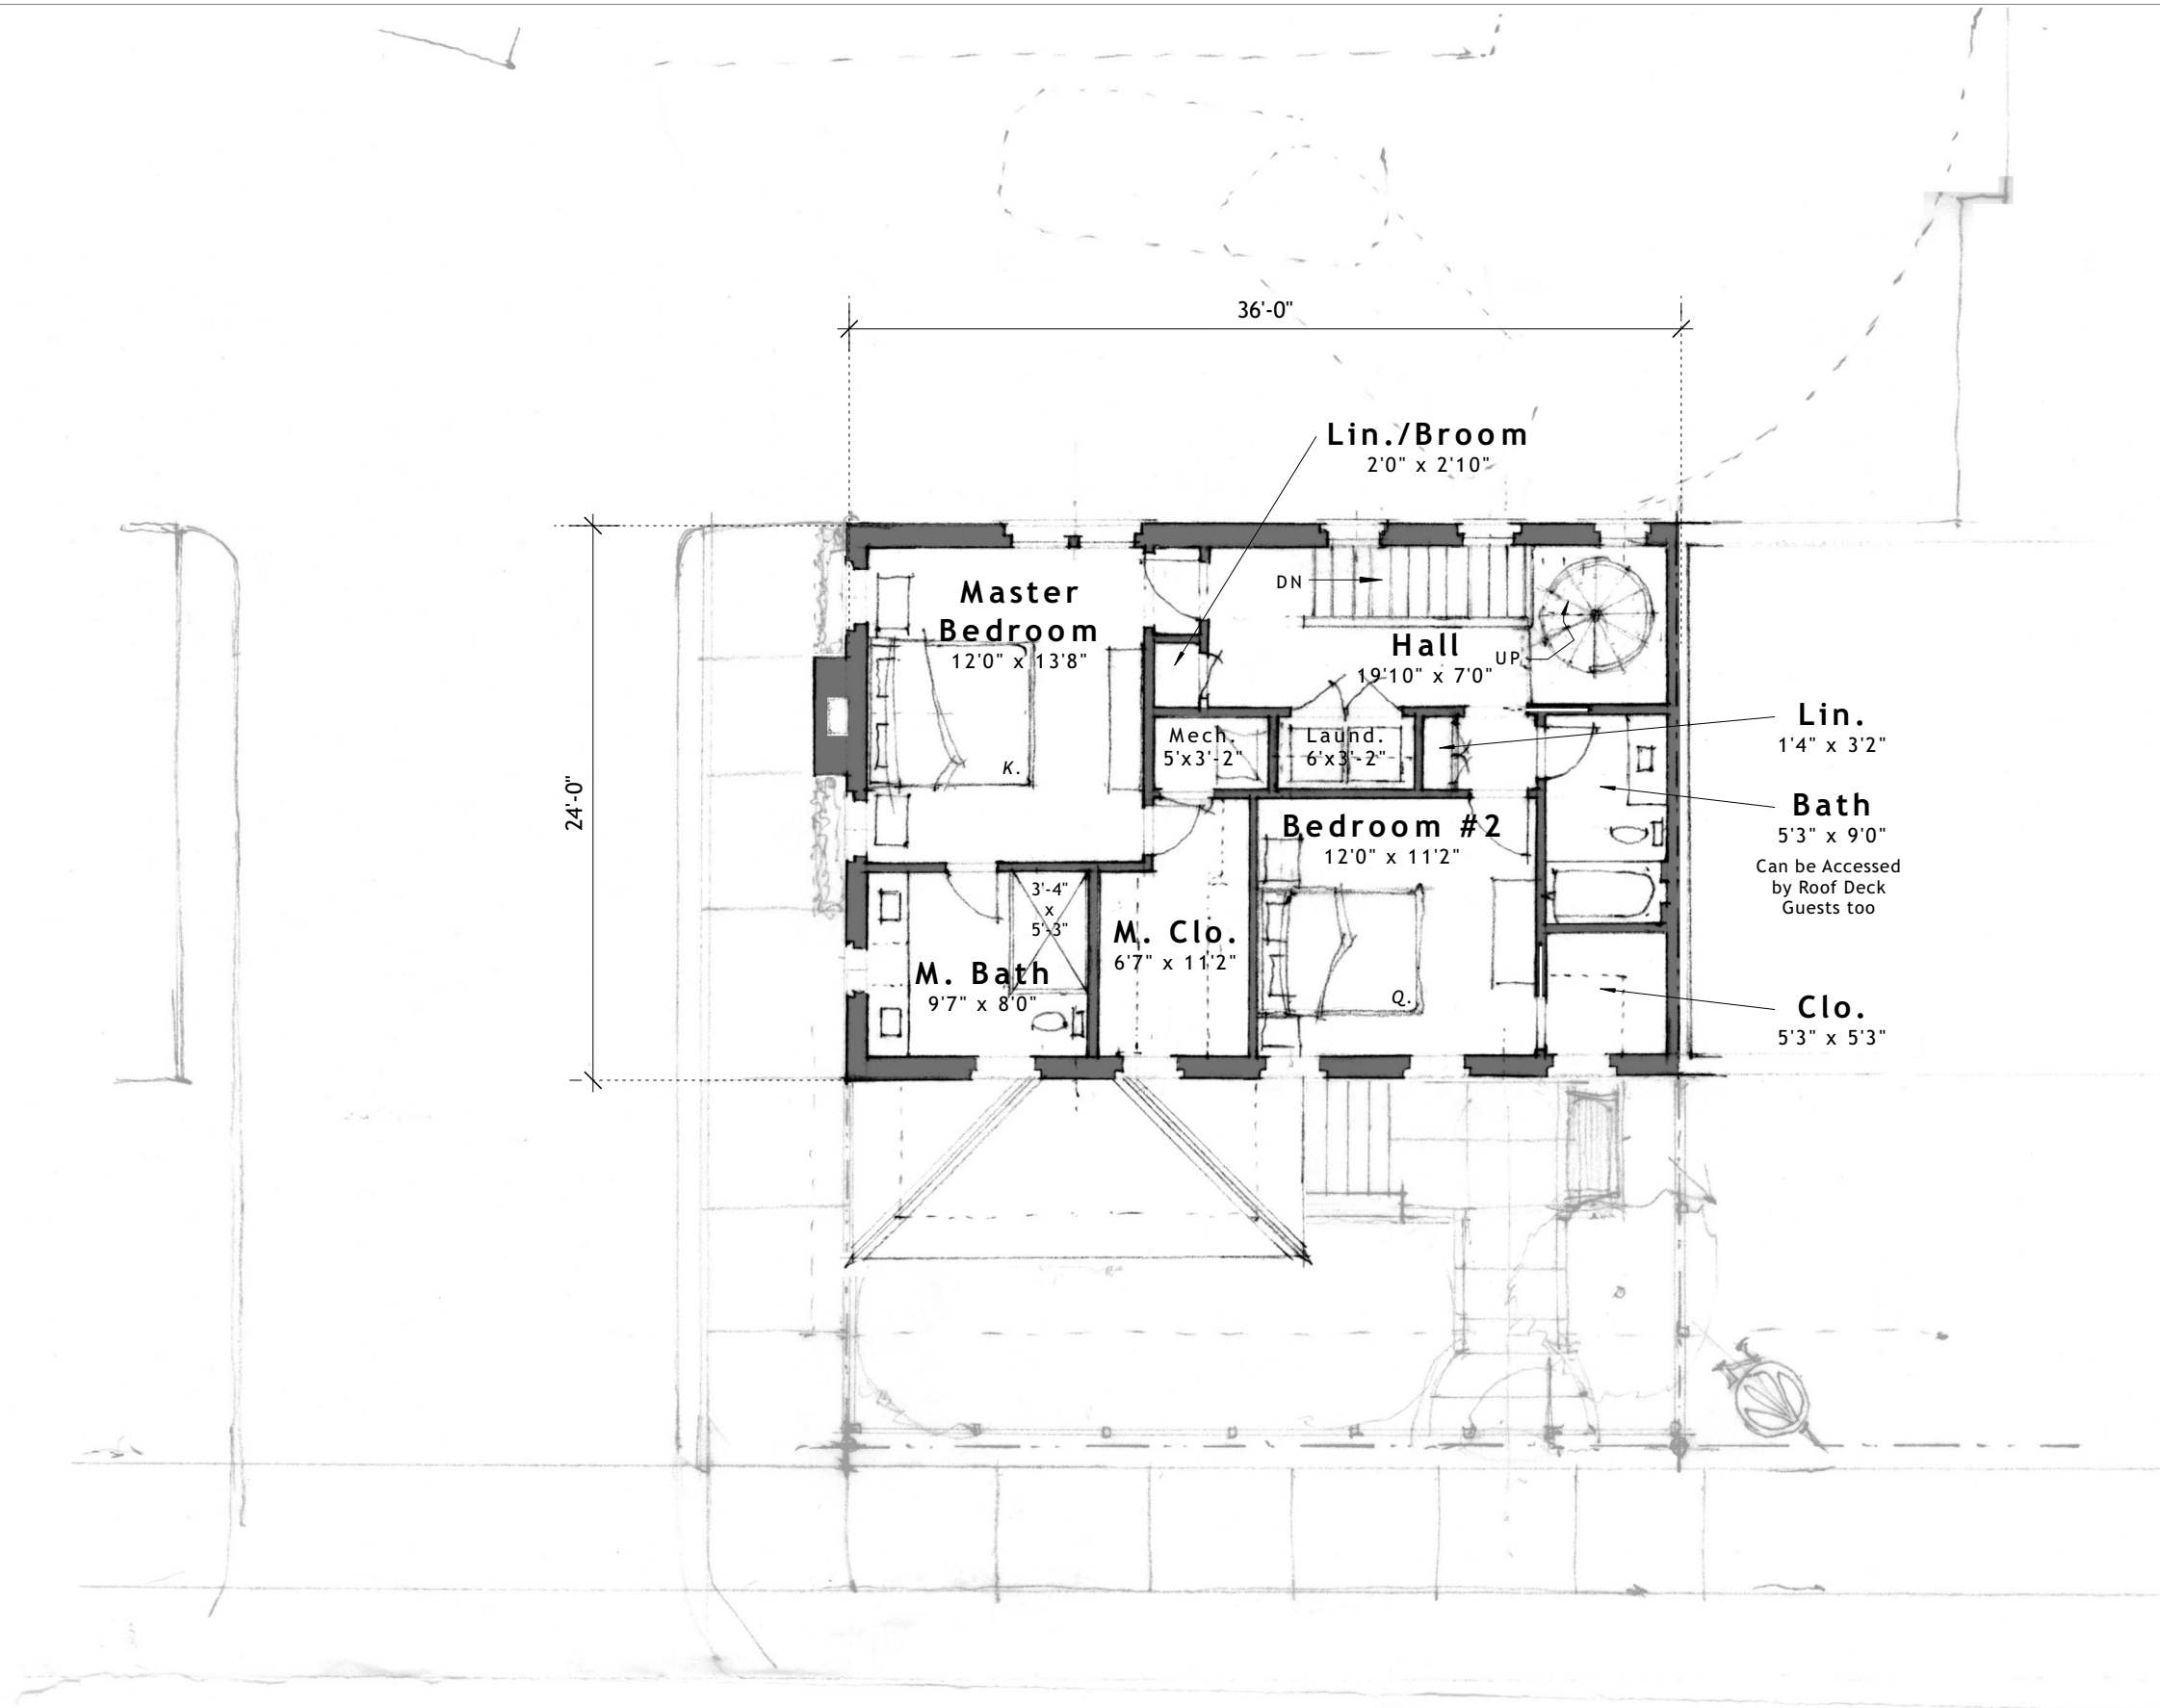 36'-0"
Lin./Broom
2'0" x 2'10"
Master
Bedroom
12'0" x 13'8"
K.
DN
Hall
19'10" x 7'0"
UP
24'-0"
Mech.
5'x3'-2"
Laund.
6'x3'-2"
Lin.
1'4" x 3'2"
Bath
5'3" x 9'0"
Can be Accessed
by Roof Deck
Guests too
Bedroom #2
12'0" x 11'2"
Q.
3'-4"
x
5'-3"
M. Bath
9'7" x 8'0"
M. Clo.
6'7" x 11'2"
Clo.
5'3" x 5'3"